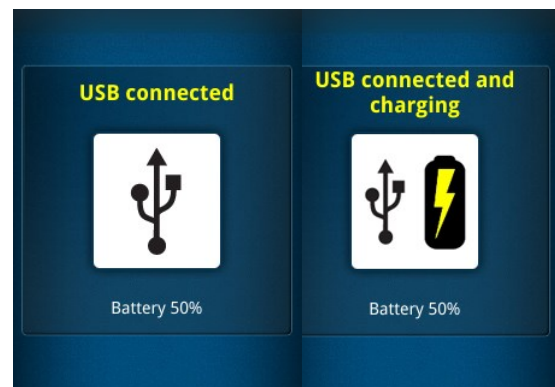 USB connected
Battery 50%
USB connected and
charging
Battery 50%